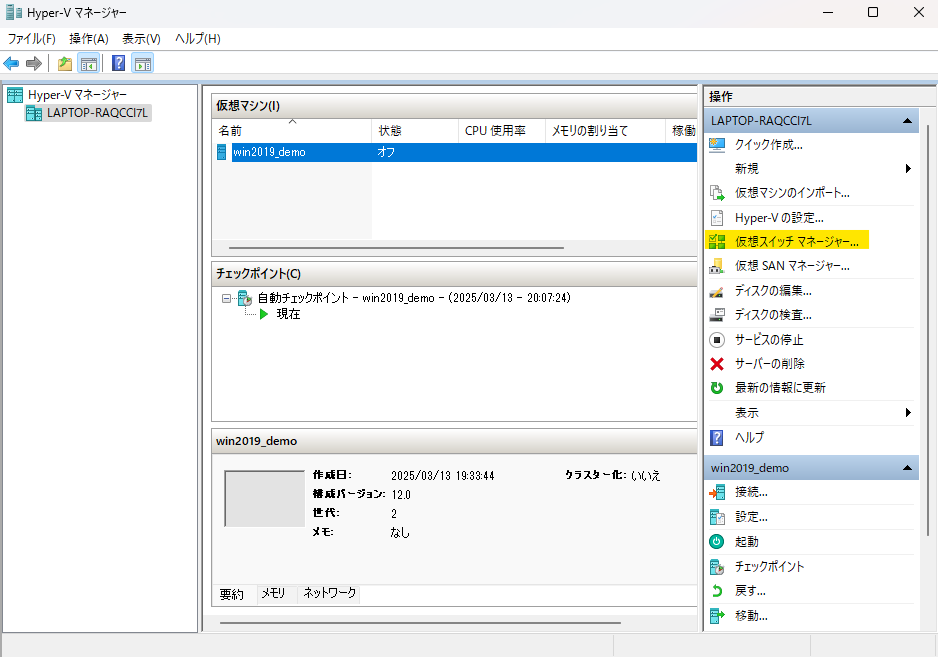 Hyper-V マネージャー
ファイル(F) 操作(A) 表示(V) ヘルプ(H)
Hyper-V マネージャー
LAPTOP-RAQCCI7L
仮想マシン(I)
名前 状態 CPU 使用率 メモリの割り当て 稼働
win2019_demo オフ
チェックポイント(C)
自動チェックポイント - win2019_demo - (2025/03/13 - 20:07:24)
現在
win2019_demo
作成日: 2025/03/13 19:33:44 クラスター化: いいえ
構成バージョン: 12.0
世代: 2
メモ: なし
要約 メモリ ネットワーク
操作
LAPTOP-RAQCCI7L
クイック作成...
新規
仮想マシンのインポート...
Hyper-V の設定...
仮想スイッチ マネージャー...
仮想 SAN マネージャー...
ディスクの編集...
ディスクの検査...
サービスの停止
サーバーの削除
最新の情報に更新
表示
ヘルプ
win2019_demo
接続...
設定...
起動
チェックポイント
戻す...
移動...